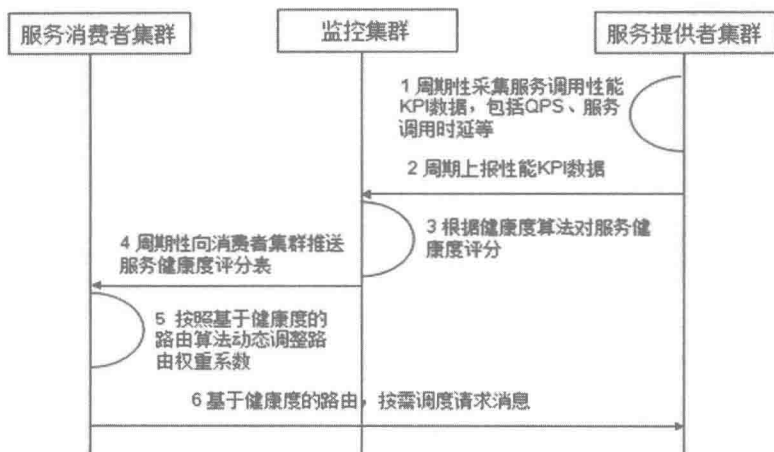 服务消费者集群
监控集群
服务提供者集群
1 周期性采集服务调用性能
KPI数据，包括QPS、服务
调用时延等
2 周期上报性能KPI数据
3 根据健康度算法对服务健
康度评分
4 周期性向消费者集群推送
服务健康度评分表
5 按照基于健康度的
路由算法动态调整路
由权重系数
6 基于健康度的路由，按需调度请求消息